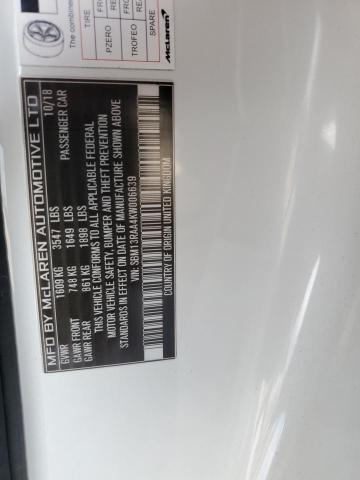 The combined
TIRE
PZERO
TROFEO
SPARE
McLaren
MFD BY McLAREN AUTOMOTIVE LTD 10/18
GVWR 1609 KG 3547 LBS PASSENGER CAR
GAWR FRONT 748 KG 1649 LBS
GAWR REAR 861 KG 1898 LBS
THIS VEHICLE CONFORMS TO ALL APPLICABLE FEDERAL
MOTOR VEHICLE SAFETY, BUMPER AND THEFT PREVENTION
STANDARDS IN EFFECT ON DATE OF MANUFACTURE SHOWN ABOVE
VIN: SBM13RAA4KW006639
COUNTRY OF ORIGIN UNITED KINGDOM